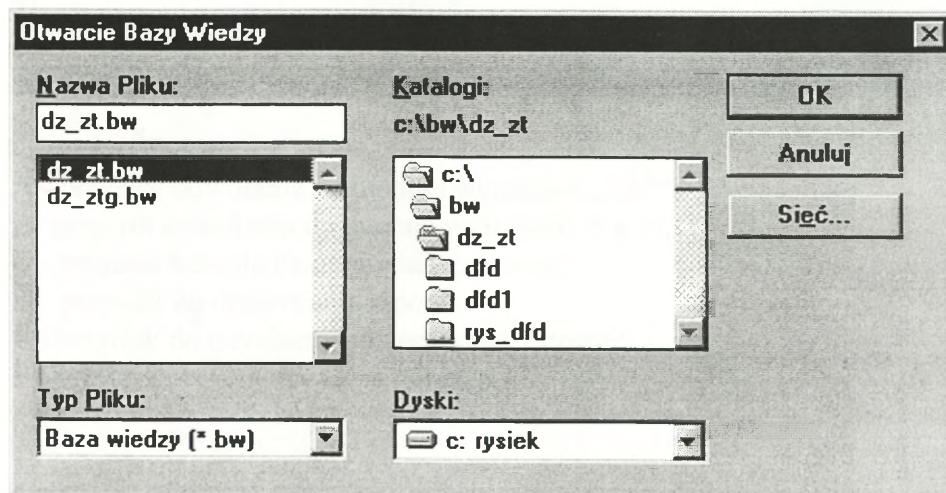 Otwarcie Bazy Wiedzy
Nazwa Pliku:
dz_zt.bw
dz_zt.bw
dz_ztg.bw
Typ Pliku:
Baza wiedzy (*.bw)
Katalogi:
c:\bw\dz_zt
c:\
bw
dz_zt
dfd
dfd1
rys_dfd
Dyski:
c: rysiek
OK
Anuluj
Sieć...